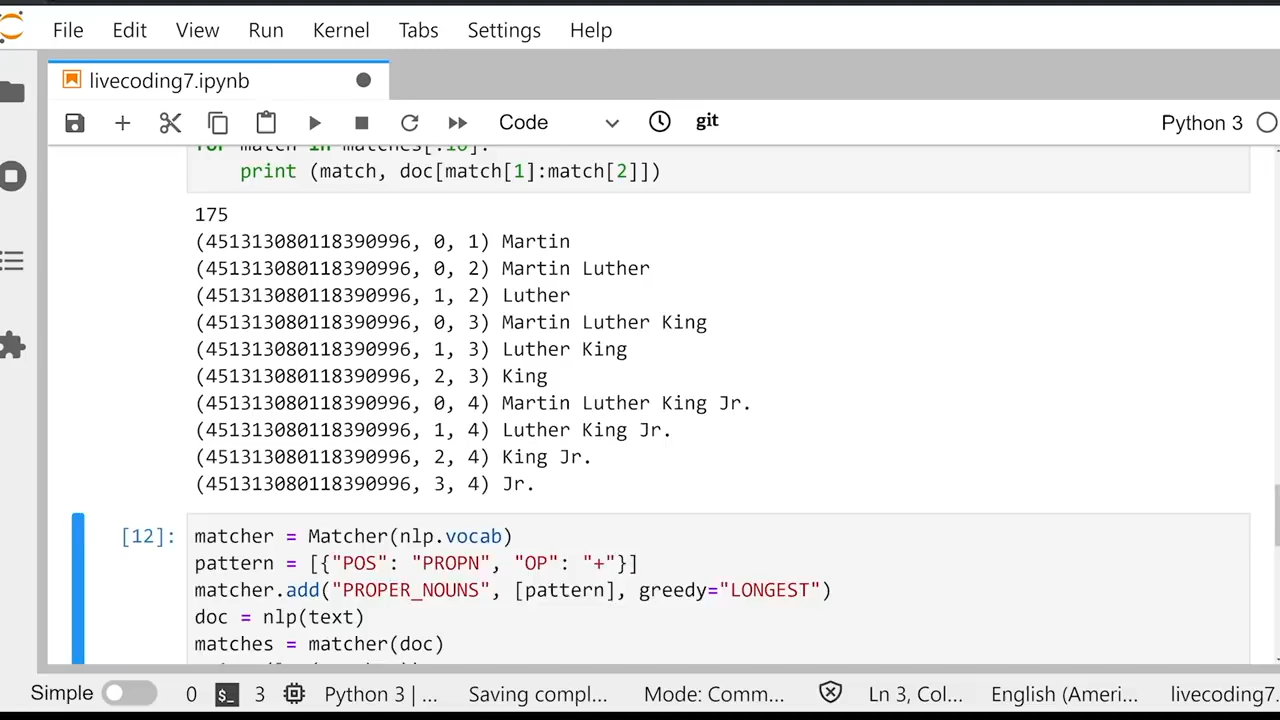 File Edit View Run Kernel Tabs Settings Help
livecoding7.ipynb
Code git Python 3
for match in matches[:10]:
print (match, doc[match[1]:match[2]])
175
(451313080118390996, 0, 1) Martin
(451313080118390996, 0, 2) Martin Luther
(451313080118390996, 1, 2) Luther
(451313080118390996, 0, 3) Martin Luther King
(451313080118390996, 1, 3) Luther King
(451313080118390996, 2, 3) King
(451313080118390996, 0, 4) Martin Luther King Jr.
(451313080118390996, 1, 4) Luther King Jr.
(451313080118390996, 2, 4) King Jr.
(451313080118390996, 3, 4) Jr.
[12]: matcher = Matcher(nlp.vocab)
pattern = [{"POS": "PROPN", "OP": "+"}]
matcher.add("PROPER_NOUNS", [pattern], greedy="LONGEST")
doc = nlp(text)
matches = matcher(doc)
Simple 0 $_ 3 Python 3 | ... Saving compl... Mode: Comm... Ln 3, Col... English (Ameri... livecoding7.